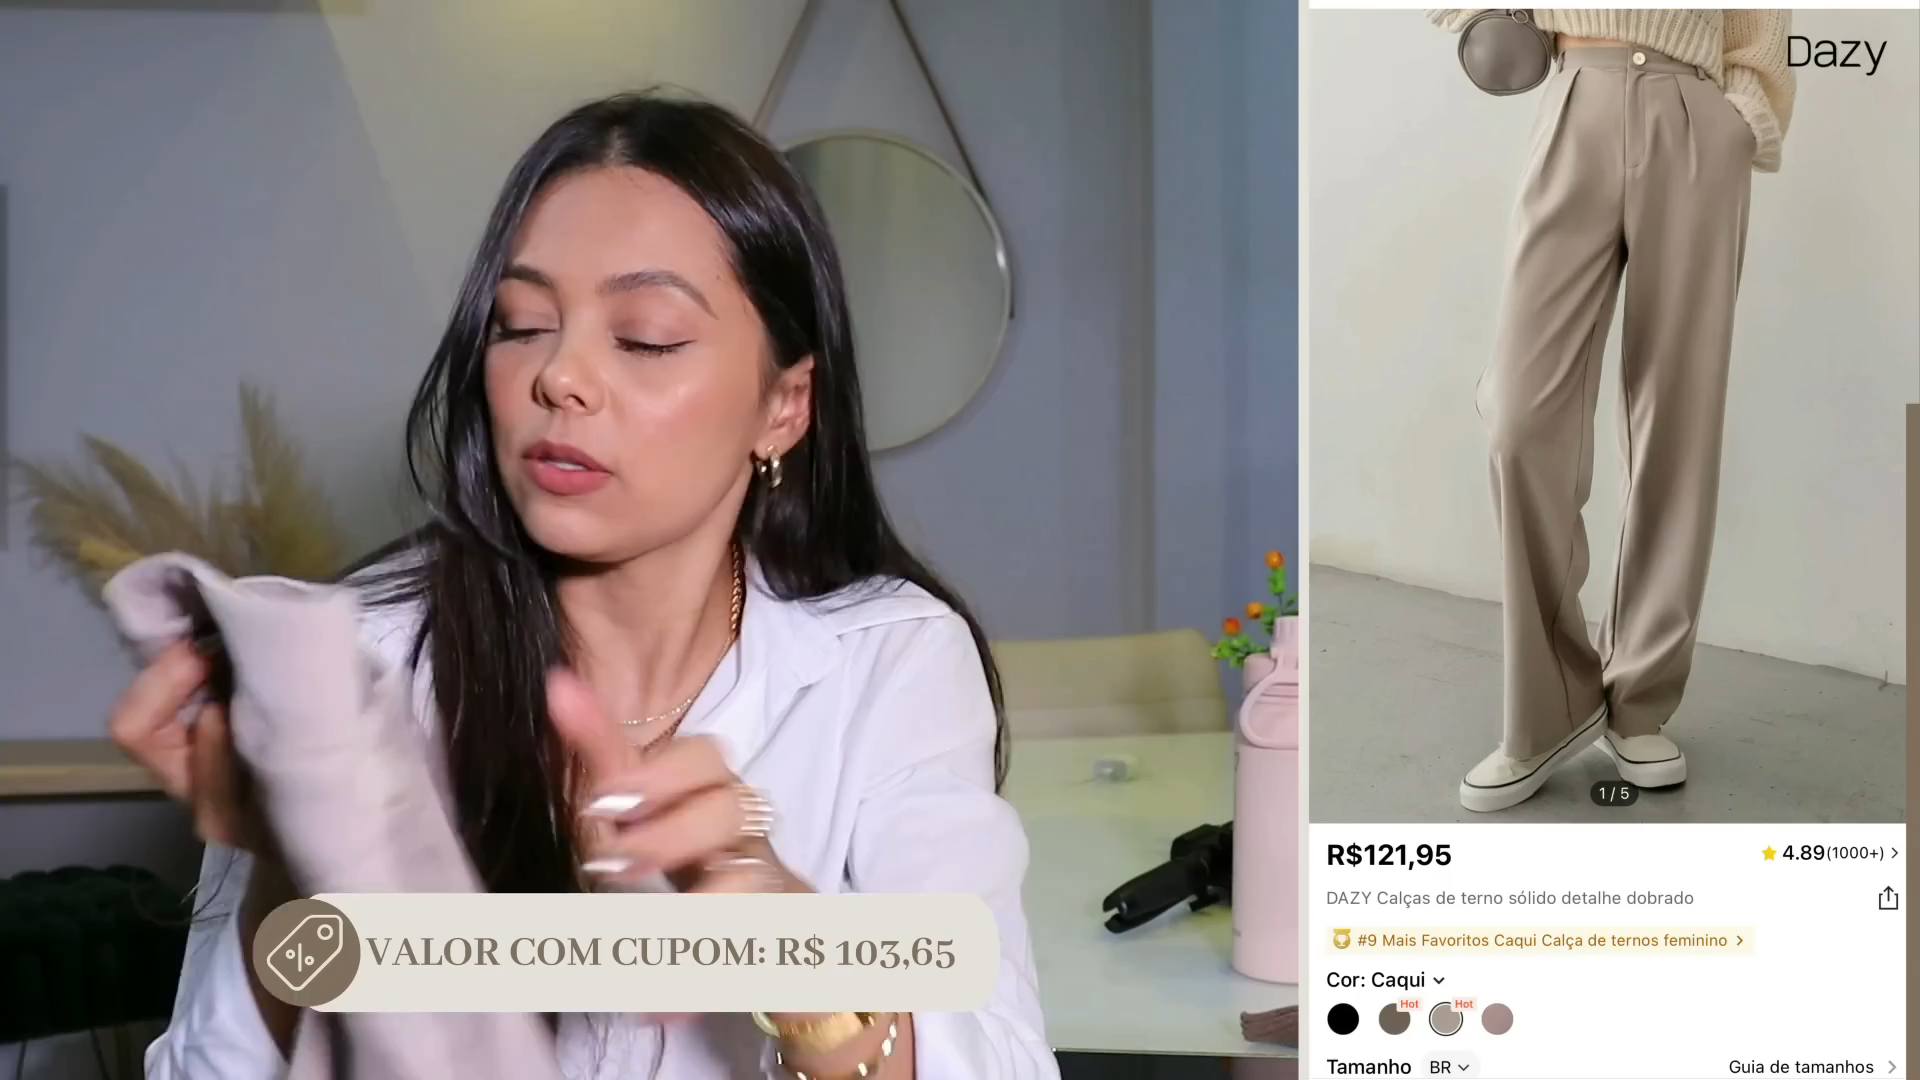 VALOR COM CUPOM: R$ 103,65
Dazy
1 / 5
R$121,95
4.89(1000+)
DAZY Calças de terno sólido detalhe dobrado
#9 Mais Favoritos Caqui Calça de ternos feminino
Cor: Caqui
Hot
Hot
Tamanho BR
Guia de tamanhos